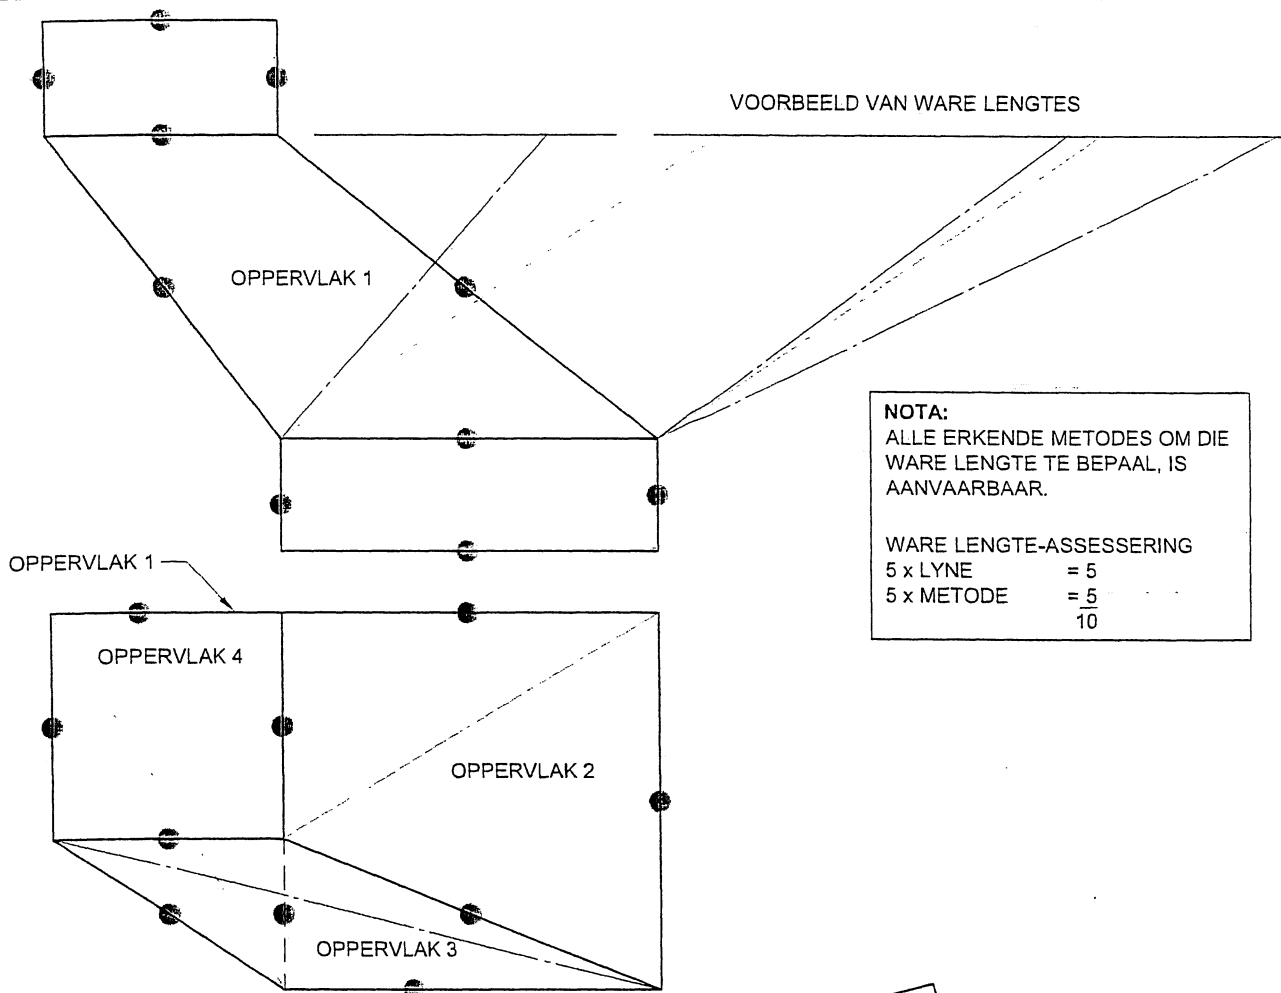 VOORBEELD VAN WARE LENGTES
OPPERVLAK 1
NOTA:
ALLE ERKENDE METODES OM DIE
WARE LENGTE TE BEPAAL, IS
AANVAARBAAR.
WARE LENGTE-ASSESSERING
5 x LYNE = 5
5 x METODE = 5
10
OPPERVLAK 1
OPPERVLAK 4
OPPERVLAK 2
OPPERVLAK 3